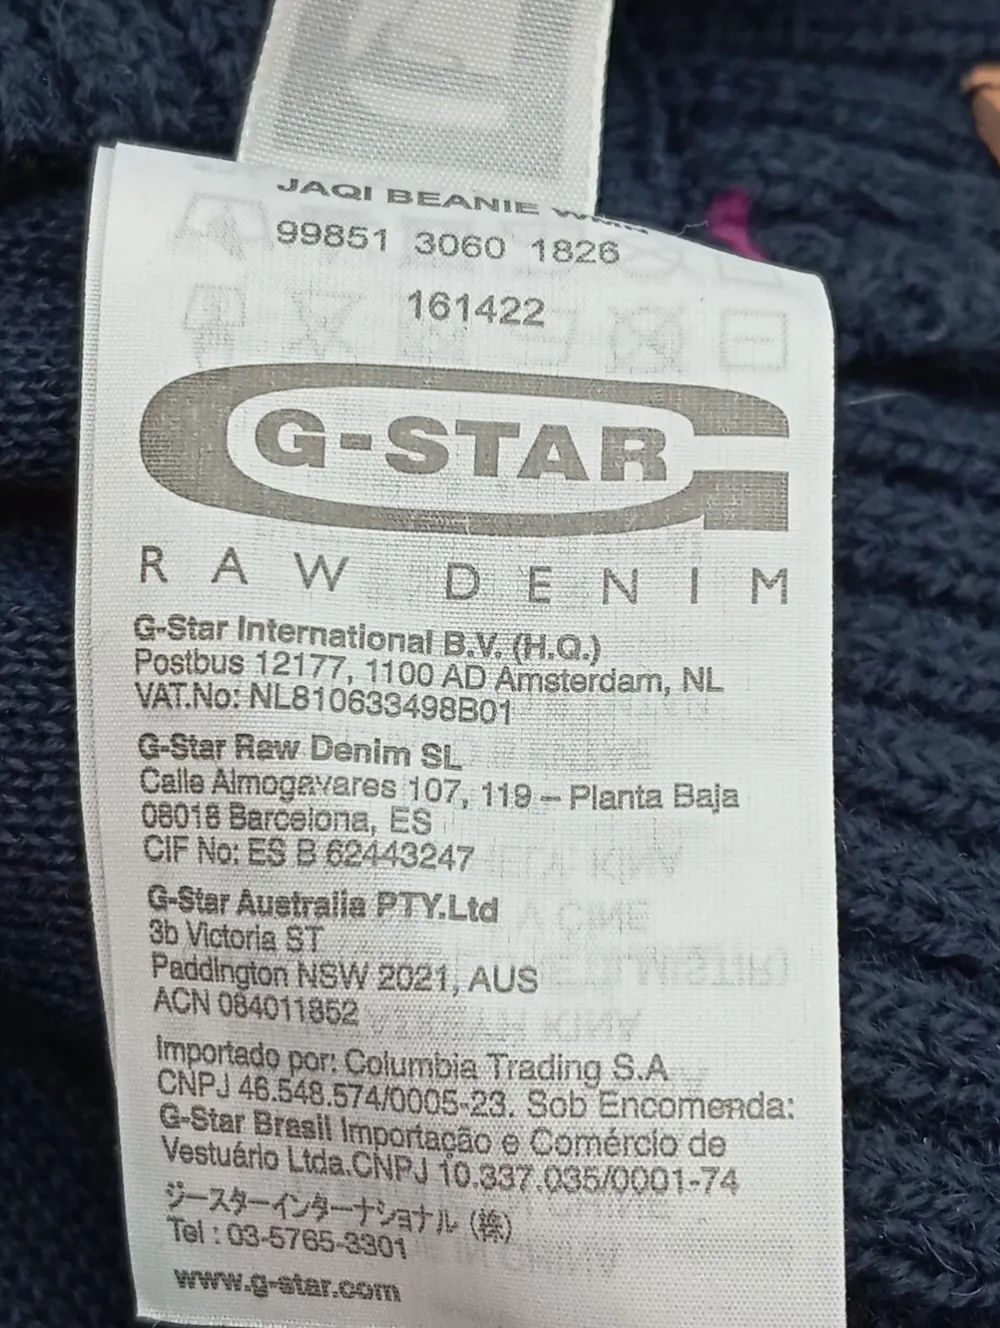 JAQI BEANIE WMN
99851 3060 1826
161422
G-STAR
RAW DENIM
G-Star International B.V. (H.Q.)
Postbus 12177, 1100 AD Amsterdam, NL
VAT.No: NL810633498B01
G-Star Raw Denim SL
Calle Almogavares 107, 119 – Planta Baja
08018 Barcelona, ES
CIF No: ES B 62443247
G-Star Australia PTY.Ltd
3b Victoria ST
Paddington NSW 2021, AUS
ACN 084011852
Importado por: Columbia Trading S.A
CNPJ 46.548.574/0005-23. Sob Encomenda:
G-Star Brasil Importação e Comércio de
Vestuário Ltda.CNPJ 10.337.035/0001-74
ジースターインターナショナル (株)
Tel : 03-5765-3301
www.g-star.com